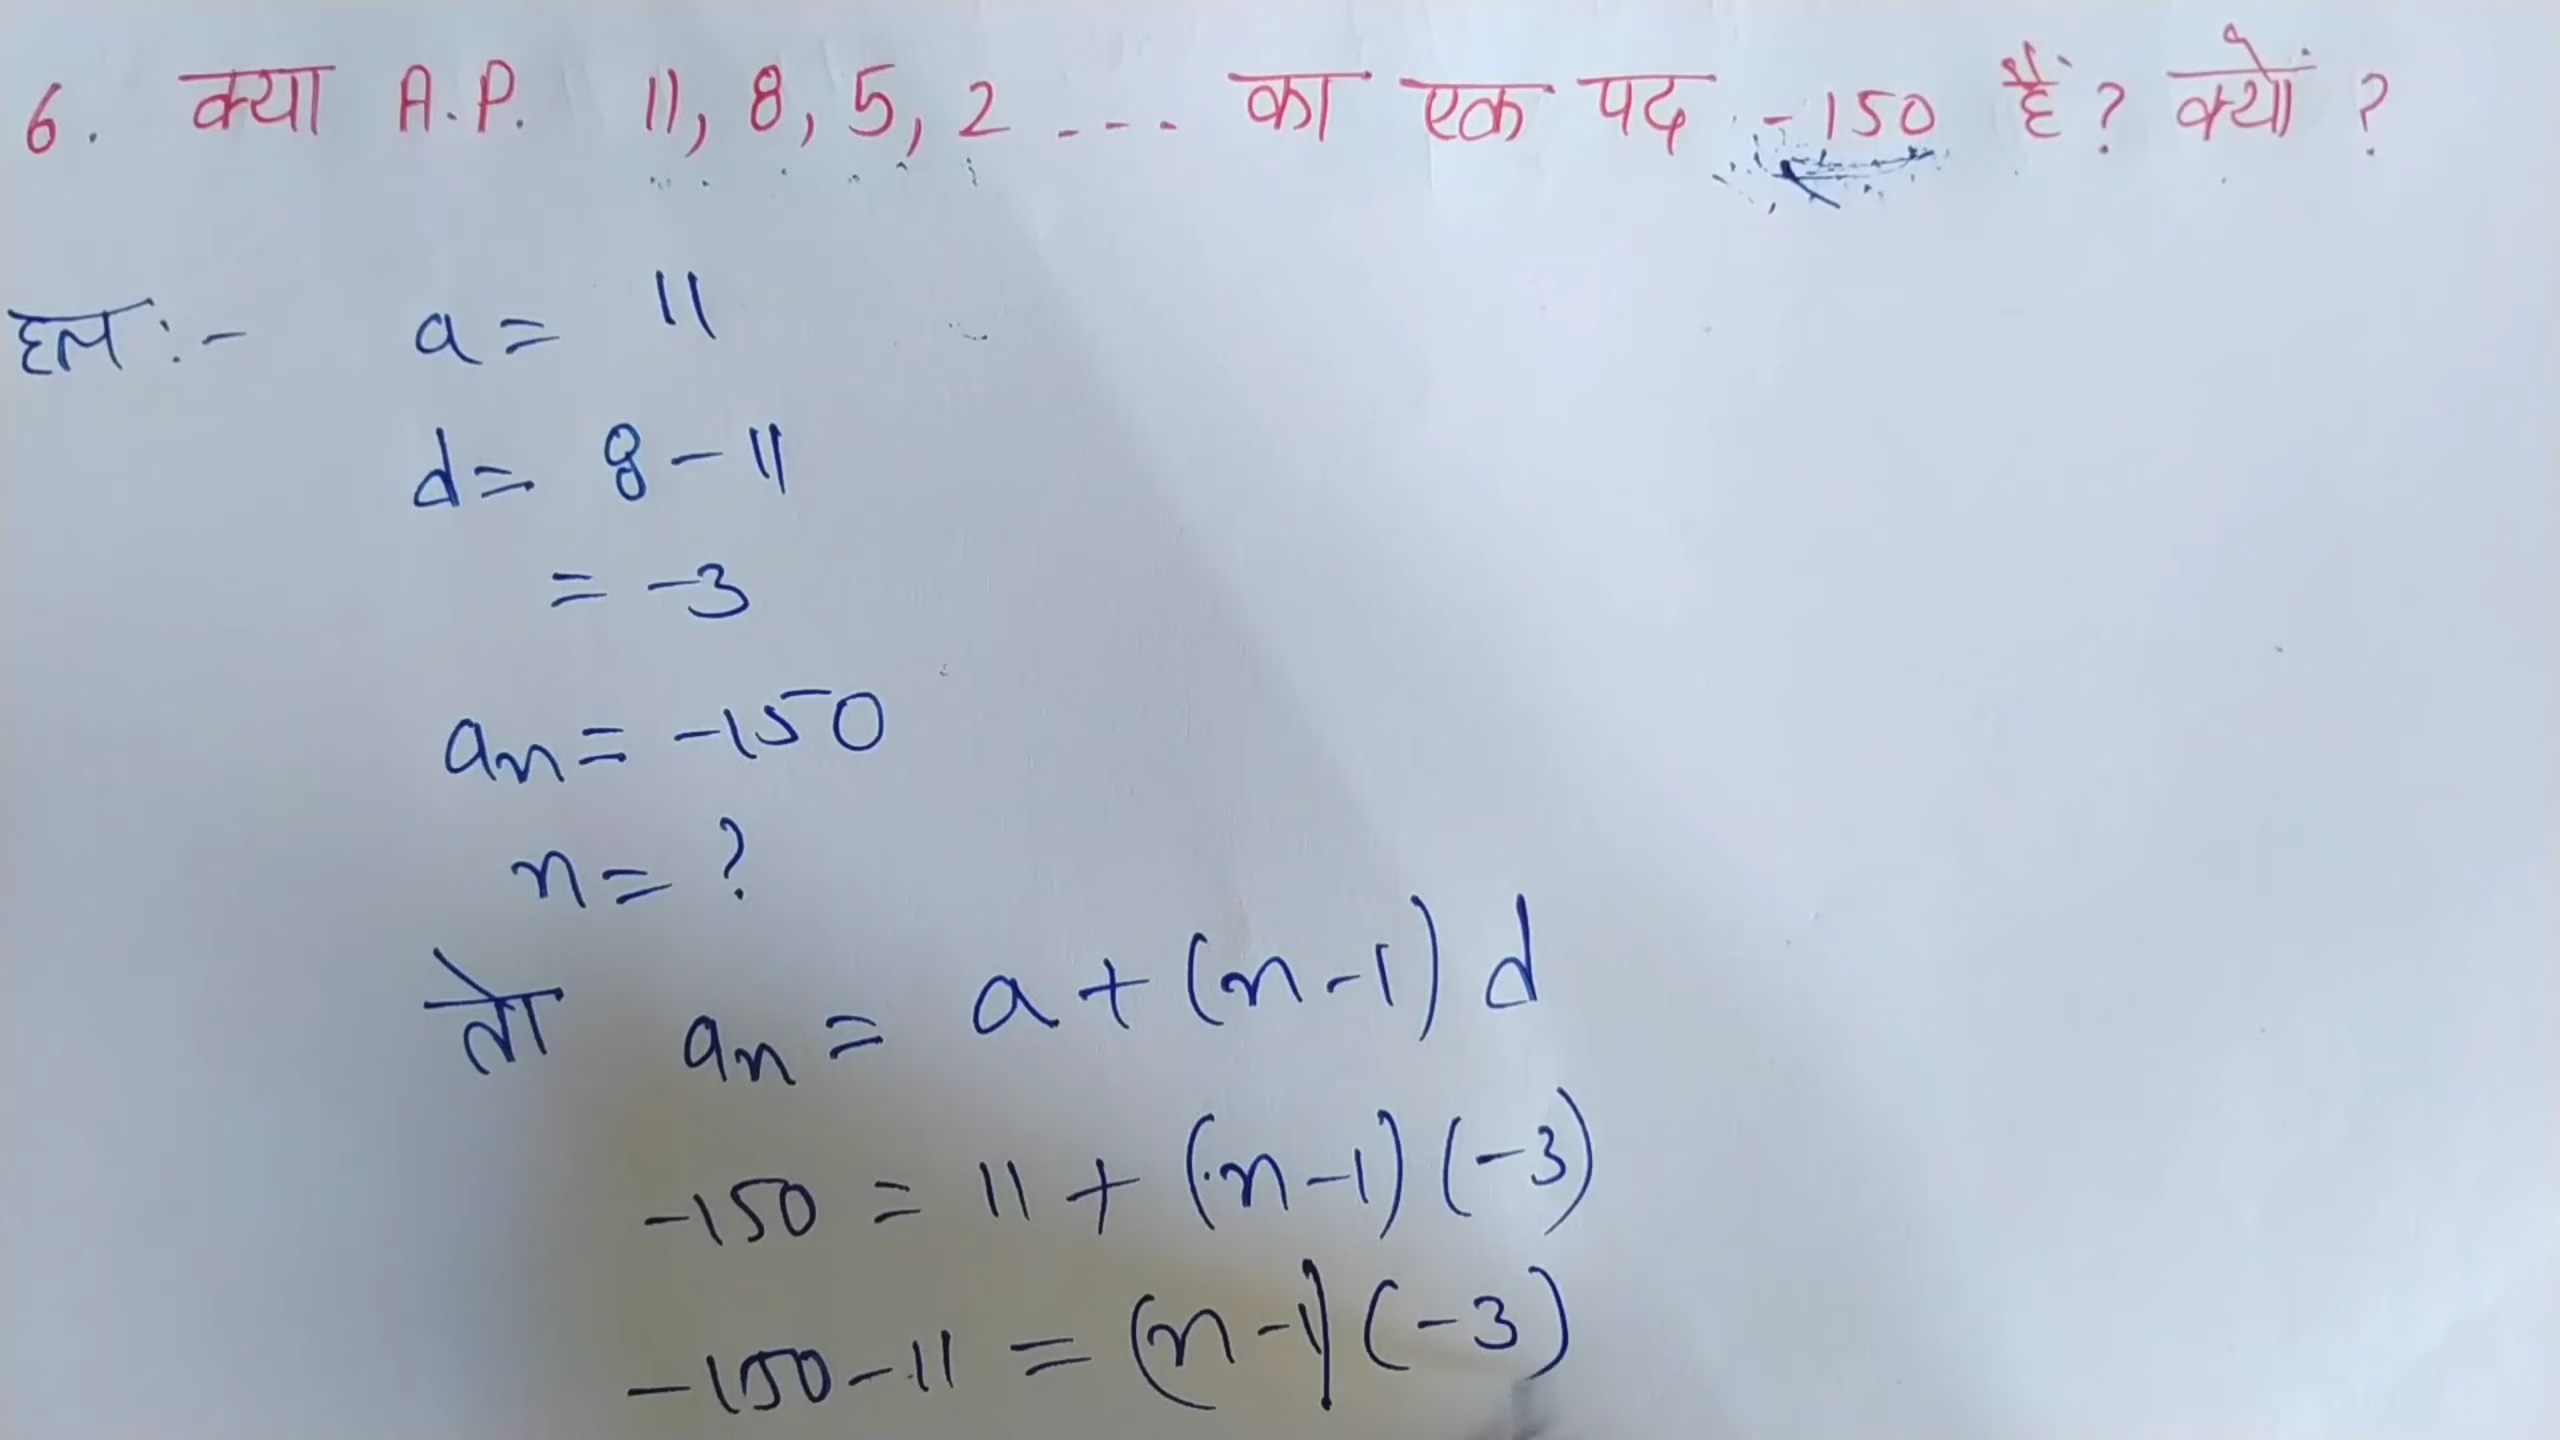 6. क्या A.P. 11, 8, 5, 2 ---- का एक पद -150 हैं? क्यों ?
हल :- a = 11
d = 8 - 11
= -3
an = -150
n = ?
तो an = a + (n-1) d
-150 = 11 + (n-1) (-3)
-150-11 = (n-1) (-3)